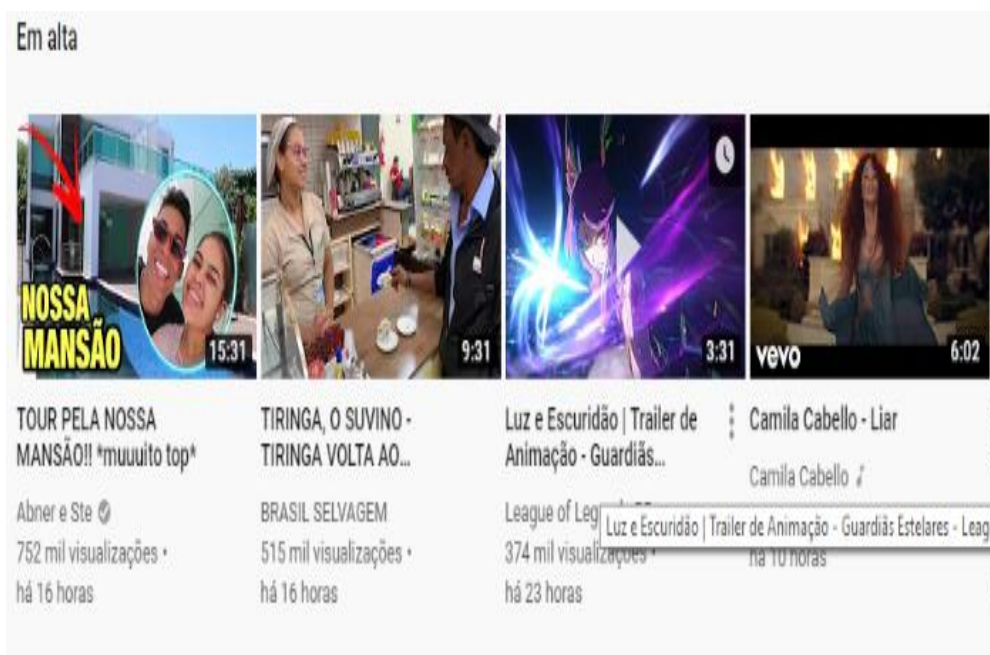 Em alta
NOSSA
MANSÃO
15:31
TOUR PELA NOSSA
MANSÃO!! *muuuito top*
Abner e Ste
752 mil visualizações •
há 16 horas
9:31
TIRINGA, O SUVINO -
TIRINGA VOLTA AO...
BRASIL SELVAGEM
515 mil visualizações •
há 16 horas
3:31
Luz e Escuridão | Trailer de
Animação - Guardiãs...
League of Leg
374 mil visualizações •
há 23 horas
vevo
6:02
Camila Cabello - Liar
Camila Cabello
há 10 horas
Luz e Escuridão | Trailer de Animação - Guardiãs Estelares - Leag